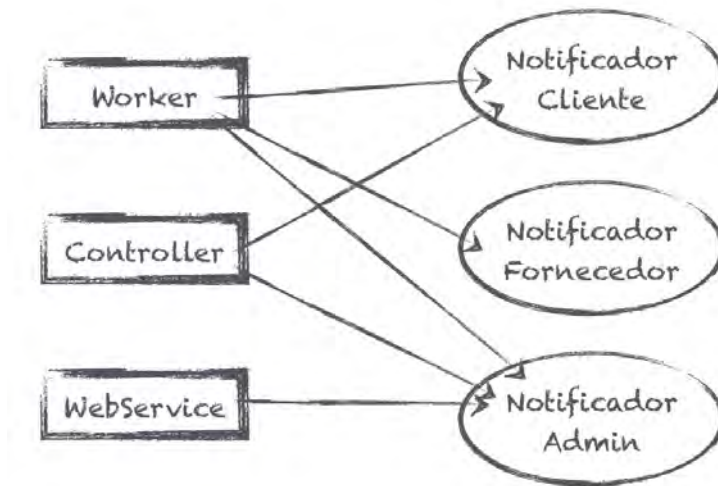 Worker
Notificador
Cliente
Controller
Notificador
Fornecedor
WebService
Notificador
Admin